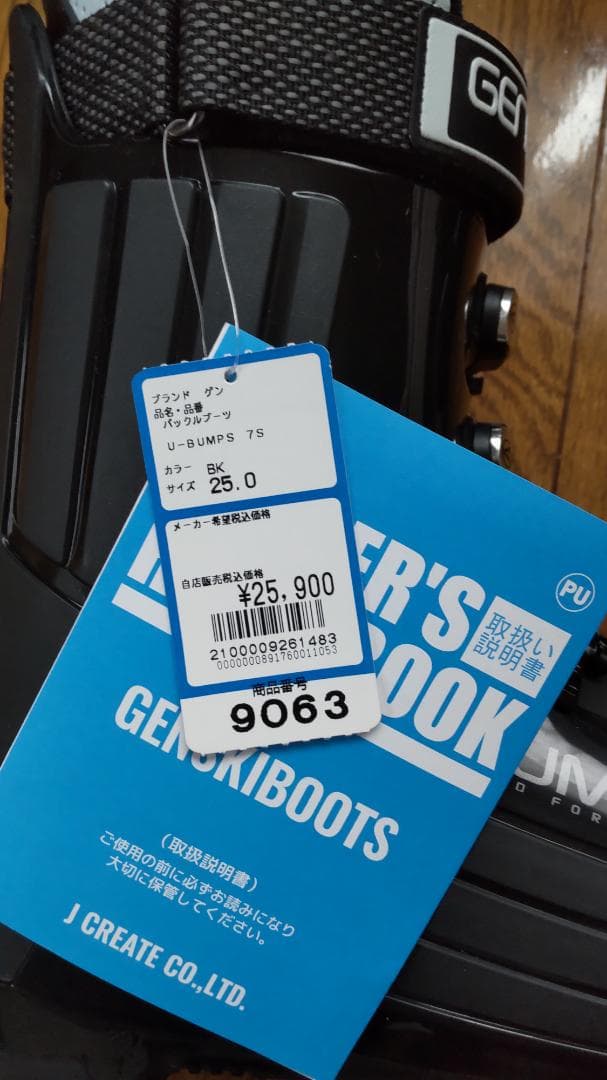 GEN
ブランド ゲン
品名・品番
バックルブーツ
U-BUMPS 7S
カラー BK
サイズ 25.0
メーカー希望税込価格
自店販売税込価格
¥25,900
2100009261483
0000000891760011053
商品番号
9063
PU
ER'S
取扱い
説明書
BOOK
GEN SKIBOOTS
(取扱説明書)
ご使用の前に必ずお読みになり
大切に保管してください。
J CREATE CO.,LTD.
UM
D FOR